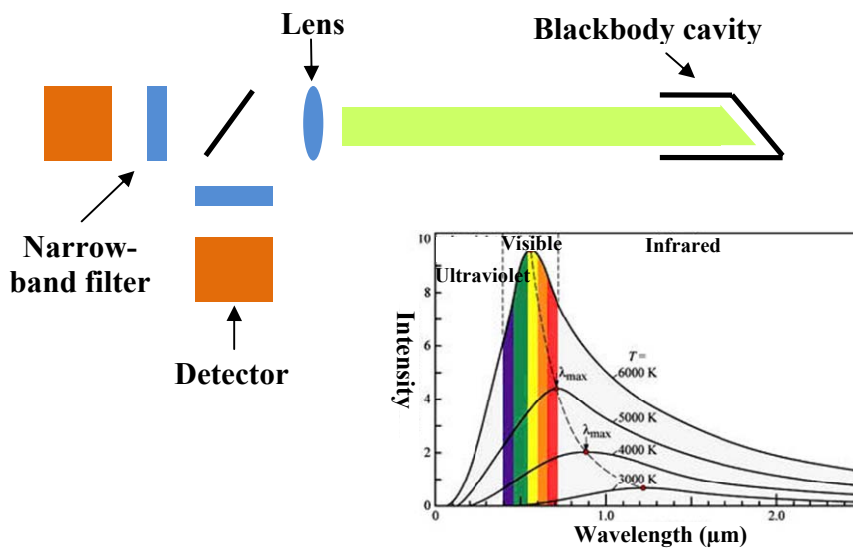 Lens
Blackbody cavity
Narrow-
band filter
Detector
10
8
6
4
2
0
Intensity
Visible
Infrared
Ultraviolet
T =
6000 K
5000 K
4000 K
3000 K
λmax
λmax
0
1.0
2.0
Wavelength (μm)